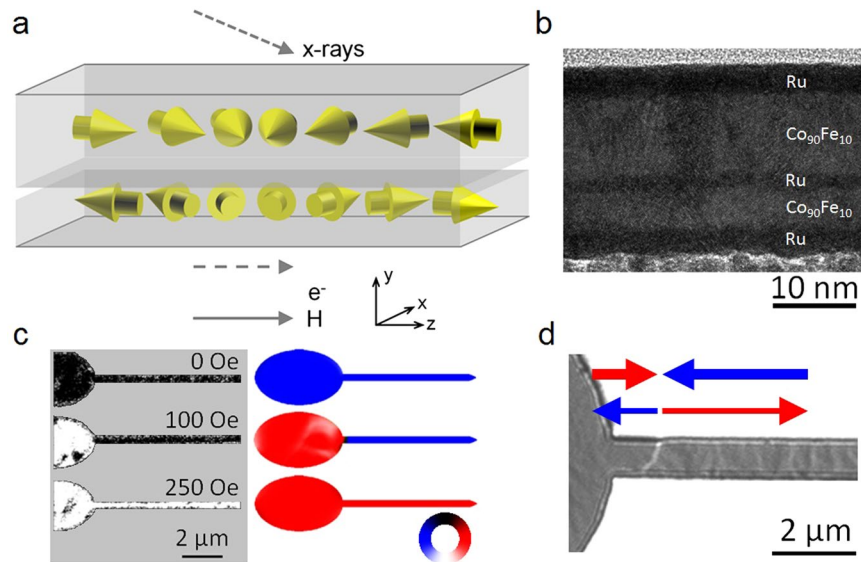 a
x-rays
e⁻
H
y
x
z
b
Ru
Co₉₀Fe₁₀
Ru
Co₉₀Fe₁₀
Ru
10 nm
c
0 Oe
100 Oe
250 Oe
2 μm
d
2 μm